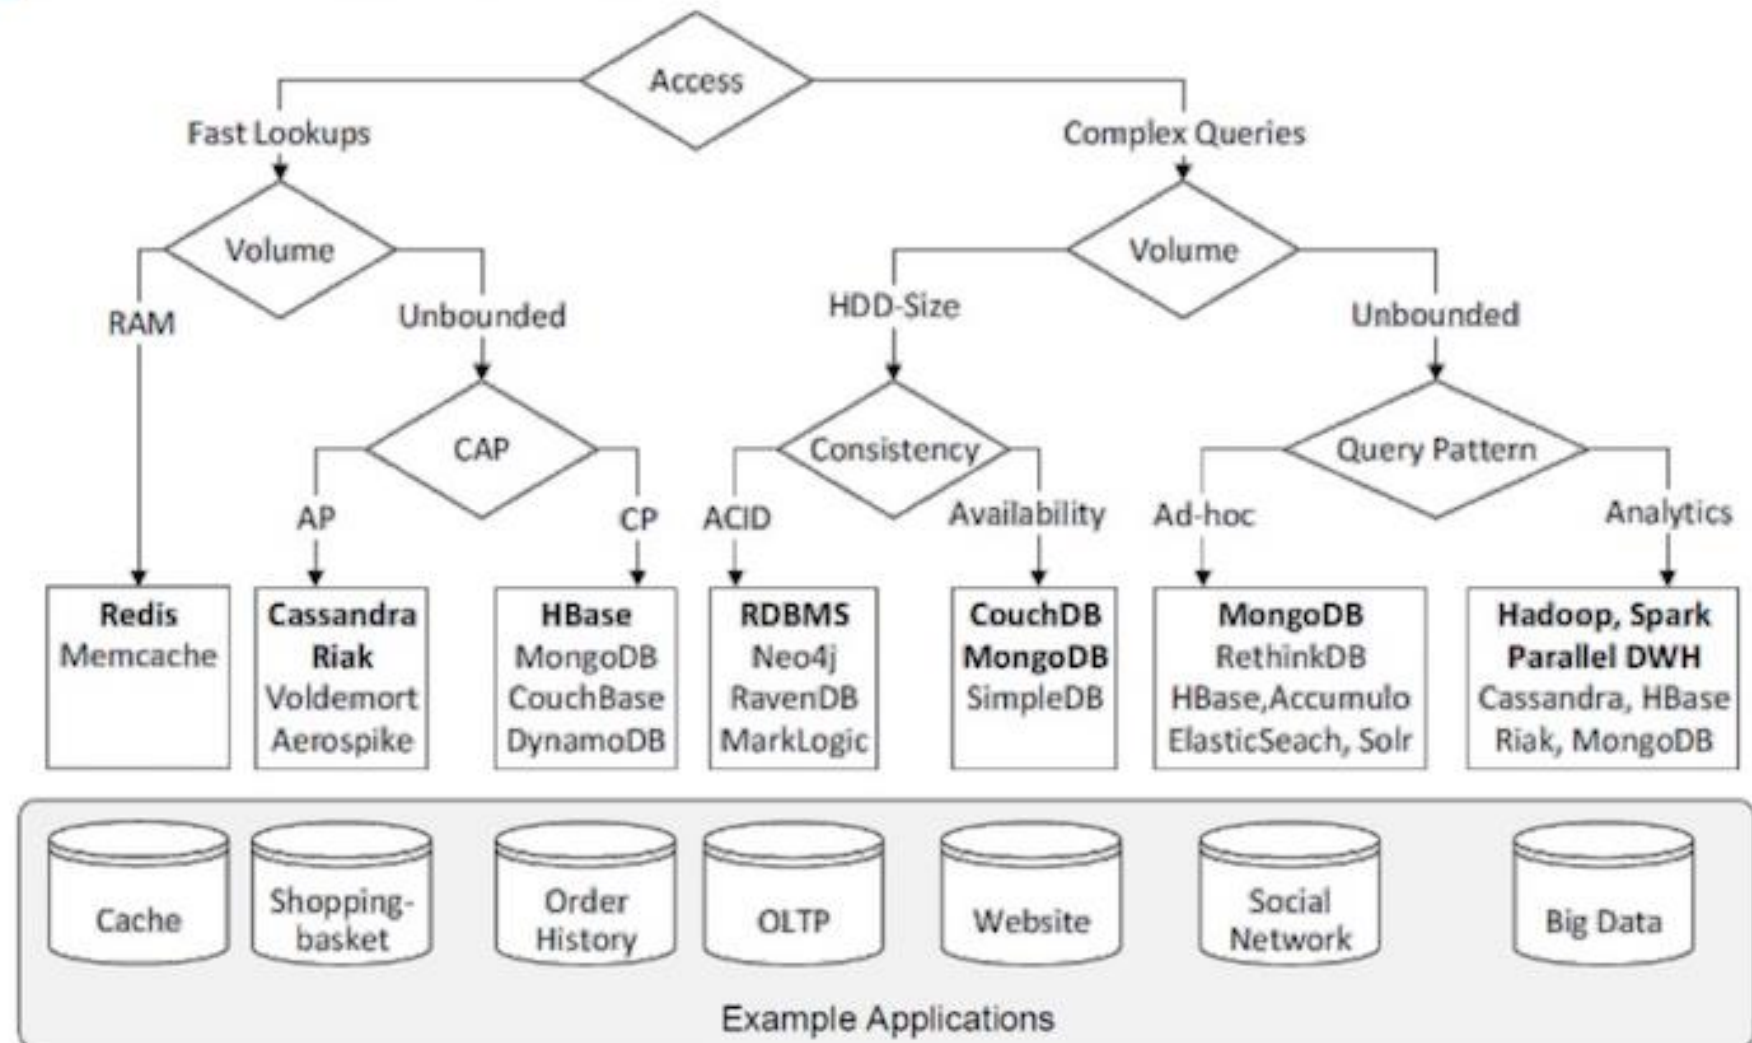 Access
Fast Lookups
Complex Queries
Volume
Volume
RAM
Unbounded
HDD-Size
Unbounded
CAP
Consistency
Query Pattern
AP
CP
ACID
Availability
Ad-hoc
Analytics
Redis
Memcache
Cassandra
Riak
Voldemort
Aerospike
HBase
MongoDB
CouchBase
DynamoDB
RDBMS
Neo4j
RavenDB
MarkLogic
CouchDB
MongoDB
SimpleDB
MongoDB
RethinkDB
HBase,Accumulo
ElasticSeach, Solr
Hadoop, Spark
Parallel DWH
Cassandra, HBase
Riak, MongoDB
Cache
Shopping-
basket
Order
History
OLTP
Website
Social
Network
Big Data
Example Applications